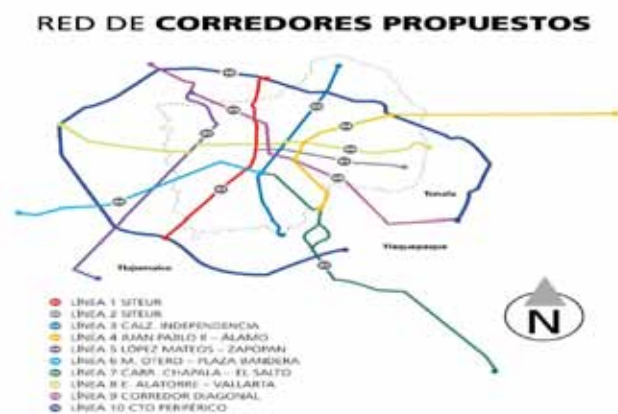 RED DE CORREDORES PROPUESTOS
Tonala
Tlaquepaque
Tlajomulco
N
LÍNEA 1 SITEUR
LÍNEA 2 SITEUR
LÍNEA 3 CALZ. INDEPENDENCIA
LÍNEA 4 JUAN PABLO II - ÁLAMO
LÍNEA 5 LÓPEZ MATEOS - ZAPOPAN
LÍNEA 6 M. OTERO - PLAZA BANDERA
LÍNEA 7 CARR. CHAPALA - EL SALTO
LÍNEA 8 E. ALATORRE - VALLARTA
LÍNEA 9 CORREDOR DIAGONAL
LÍNEA 10 CTO PERIFÉRICO